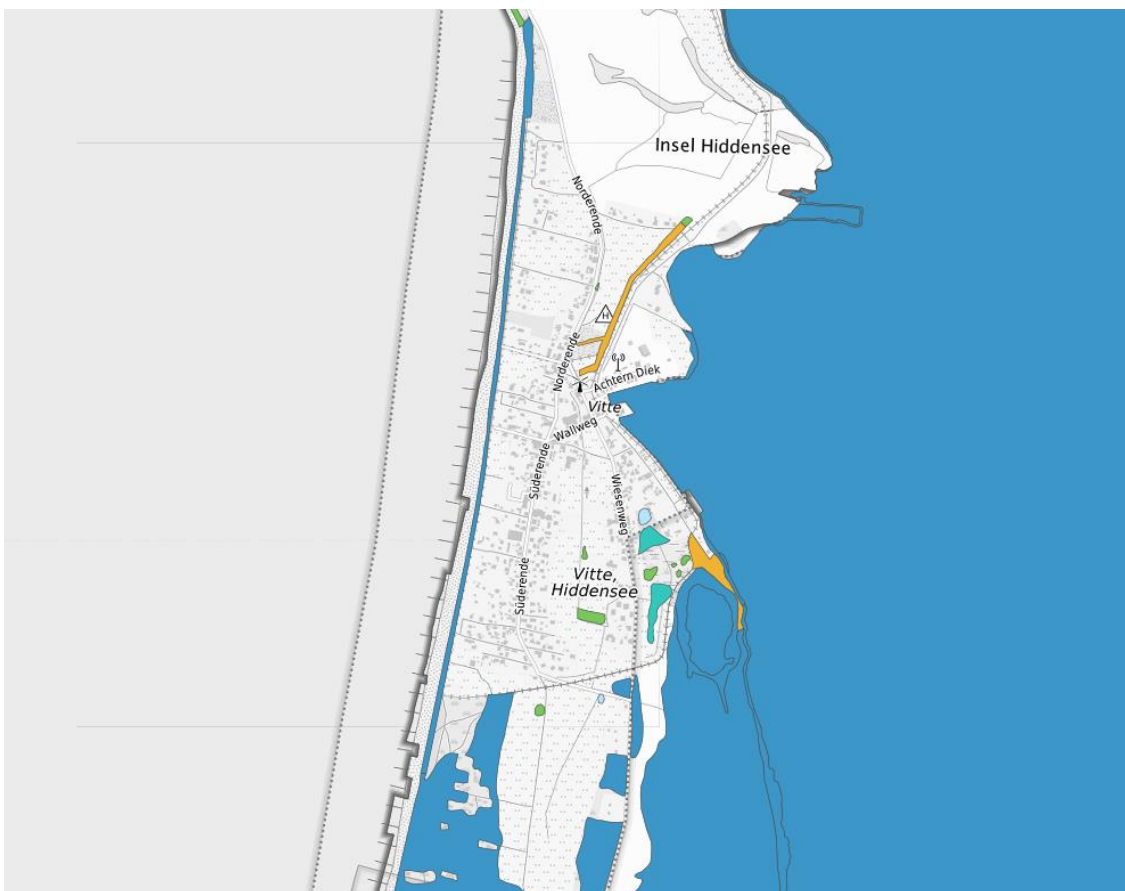 Insel Hiddensee
Norderende
H
Norderende
Achtern Diek
Vitte
Wallweg
Süderende
Wiesenweg
Vitte,
Hiddensee
Süderende